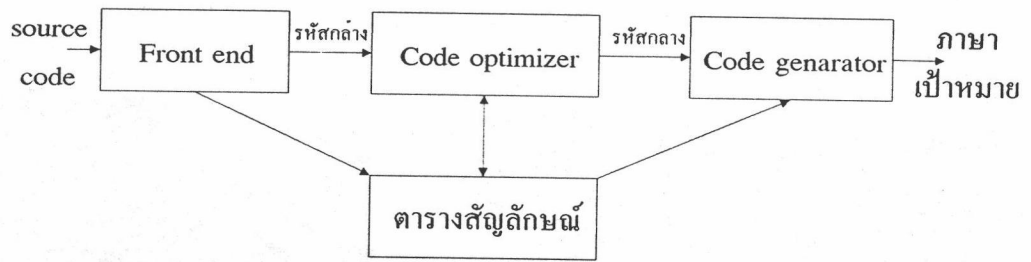 source
code
Front end
รหัสกลาง
Code optimizer
รหัสกลาง
Code genarator
ภาษา
เป้าหมาย
ตารางสัญลักษณ์